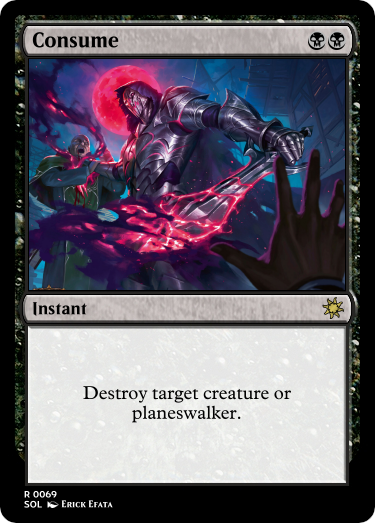 Consume
Instant
Destroy target creature or
planeswalker.
R 0069
SOL Erick Efata